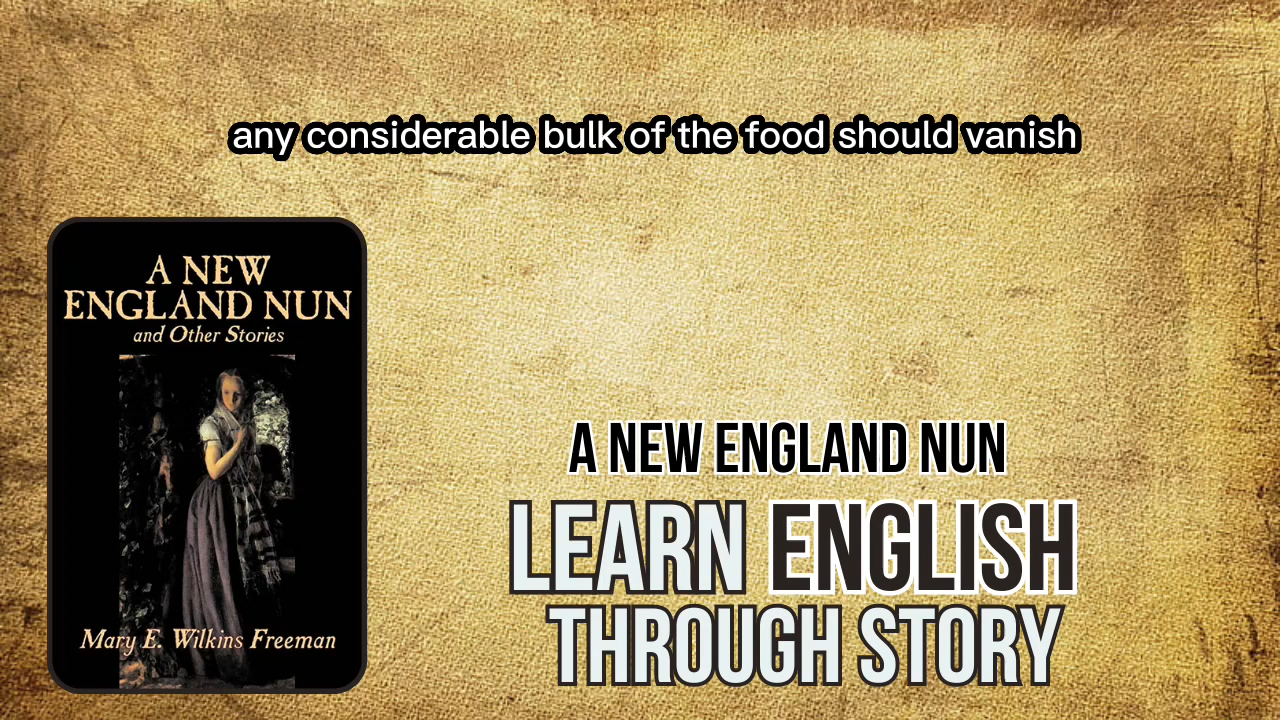 any considerable bulk of the food should vanish
A NEW
ENGLAND NUN
and Other Stories
Mary E. Wilkins Freeman
A NEW ENGLAND NUN
LEARN ENGLISH
THROUGH STORY